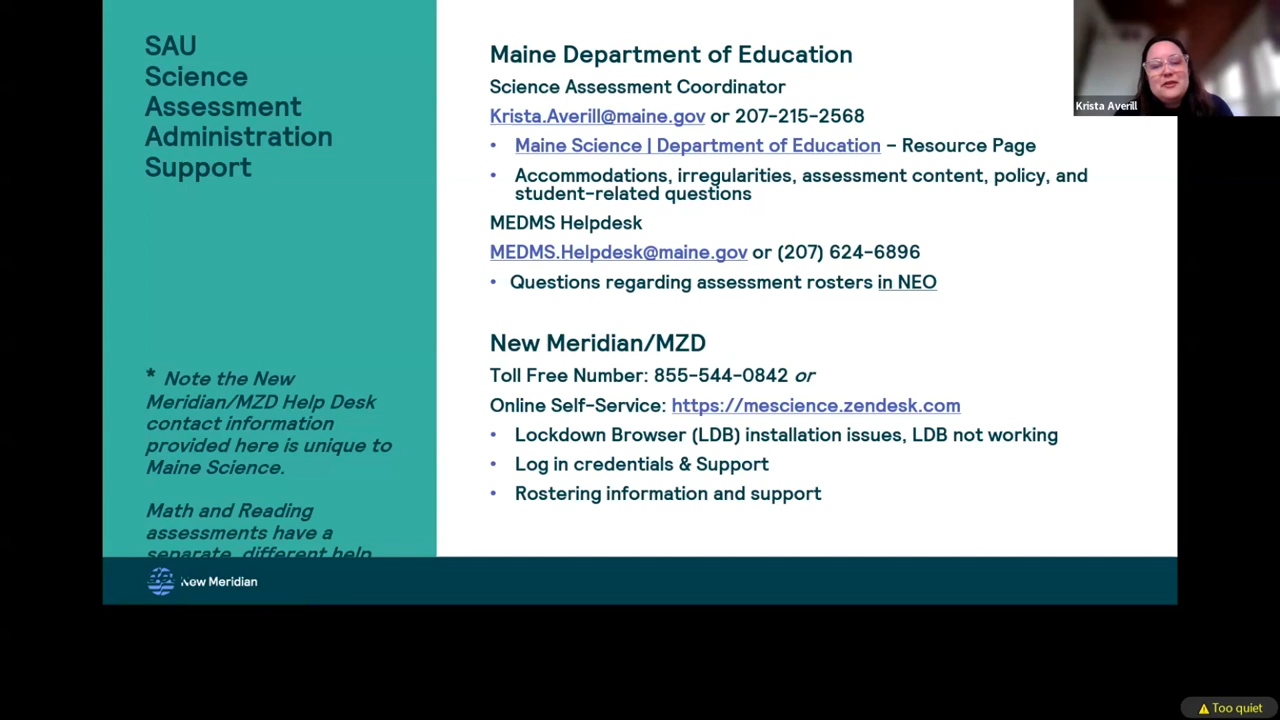 SAU
Science
Assessment
Administration
Support
* Note the New
Meridian/MZD Help Desk
contact information
provided here is unique to
Maine Science.
Math and Reading
assessments have a
separate, different help
New Meridian
Maine Department of Education
Science Assessment Coordinator
Krista.Averill@maine.gov or 207-215-2568
• Maine Science | Department of Education – Resource Page
• Accommodations, irregularities, assessment content, policy, and
student-related questions
MEDMS Helpdesk
MEDMS.Helpdesk@maine.gov or (207) 624-6896
• Questions regarding assessment rosters in NEO
New Meridian/MZD
Toll Free Number: 855-544-0842 or
Online Self-Service: https://mescience.zendesk.com
• Lockdown Browser (LDB) installation issues, LDB not working
• Log in credentials & Support
• Rostering information and support
Krista Averill
Too quiet